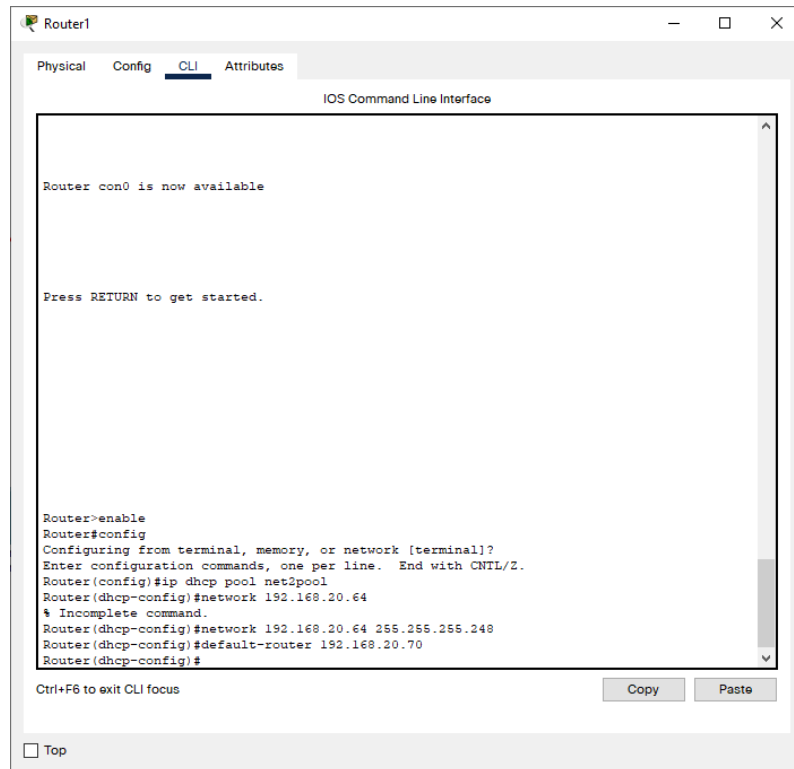 Router1
Physical Config CLI Attributes
IOS Command Line Interface
Router con0 is now available
Press RETURN to get started.
Router>enable
Router#config
Configuring from terminal, memory, or network [terminal]?
Enter configuration commands, one per line.  End with CNTL/Z.
Router(config)#ip dhcp pool net2pool
Router(dhcp-config)#network 192.168.20.64
% Incomplete command.
Router(dhcp-config)#network 192.168.20.64 255.255.255.248
Router(dhcp-config)#default-router 192.168.20.70
Router(dhcp-config)#
Ctrl+F6 to exit CLI focus Copy Paste
Top